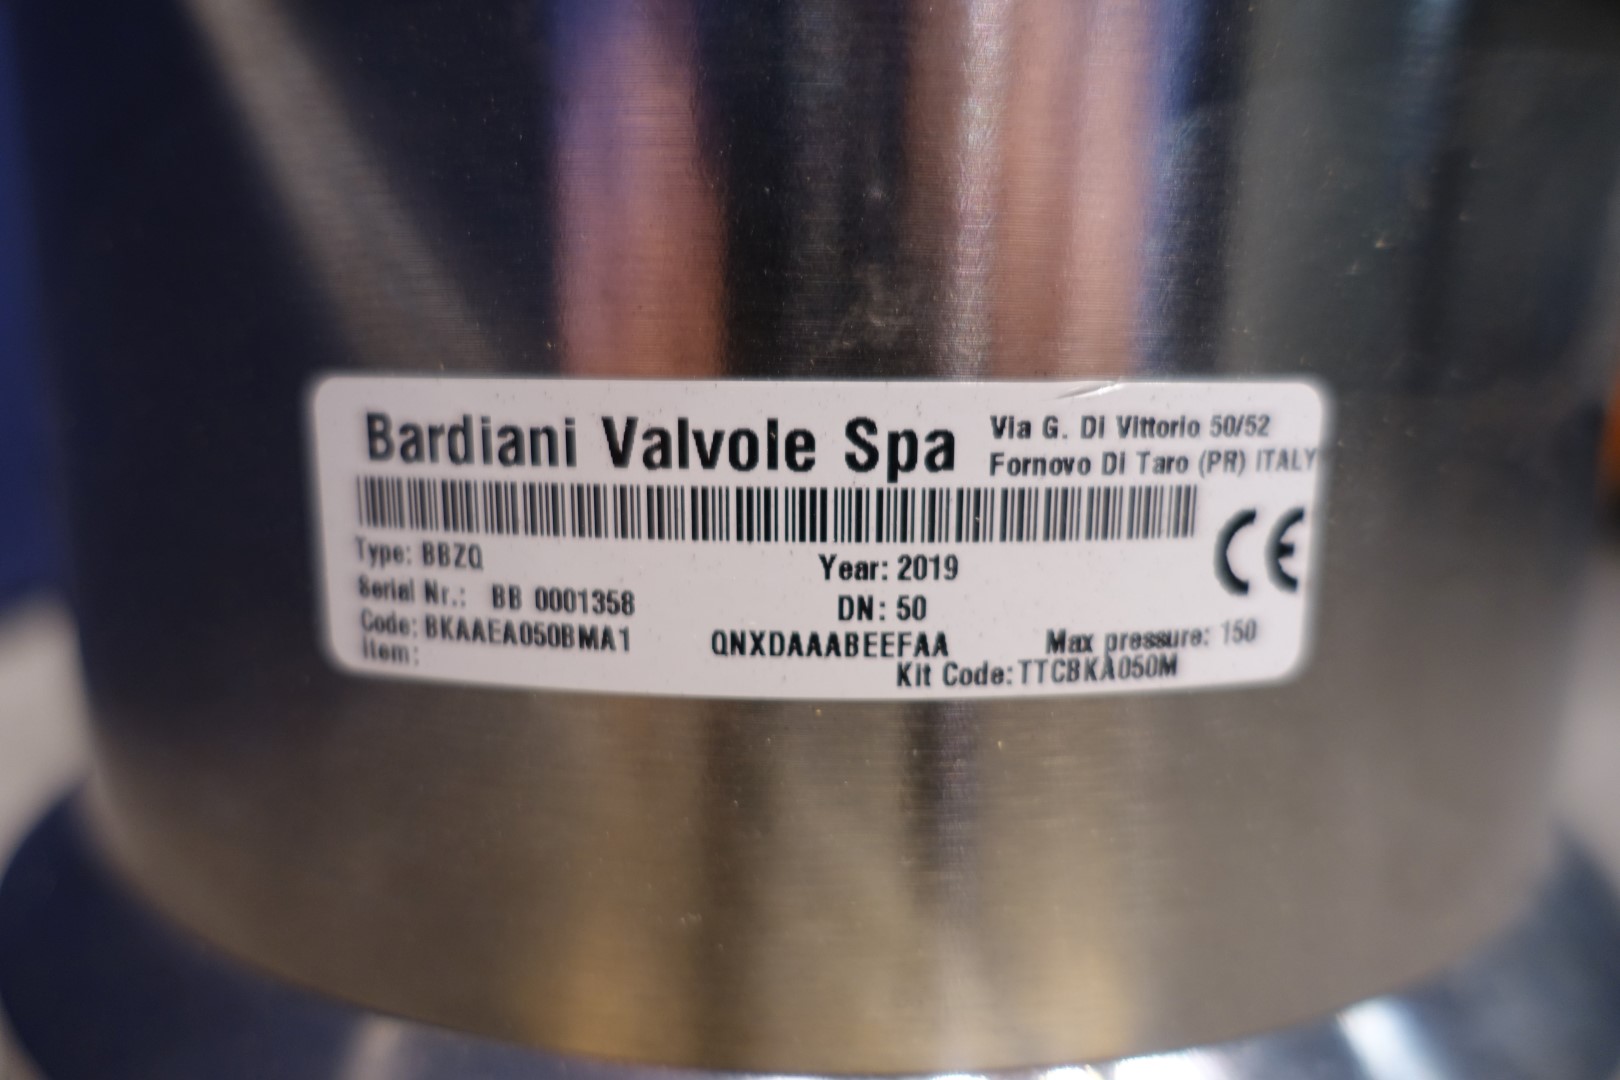 Bardiani Valvole Spa
Via G. Di Vittorio 50/52
Fornovo Di Taro (PR) ITALY
CE
Type: BBZQ
Year: 2019
Serial Nr.: BB 0001358
DN: 50
Code: BKAAEA050BMA1
QNXDAAABEEFAA
Max pressure: 150
Item:
Kit Code: TTCBKA050M